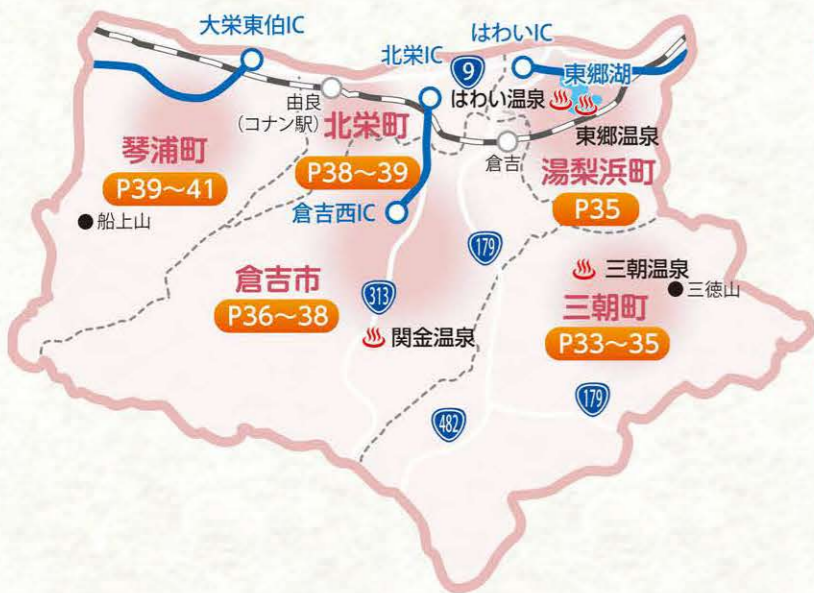 大栄東伯IC
北栄IC
はわいIC
9
東郷湖
はわい温泉
由良
(コナン駅)
北栄町
東郷温泉
倉吉
琴浦町
P39〜41
P38〜39
湯梨浜町
P35
倉吉西IC
船上山
179
三朝温泉
倉吉市
P36〜38
313
三徳山
三朝町
関金温泉
P33〜35
179
482